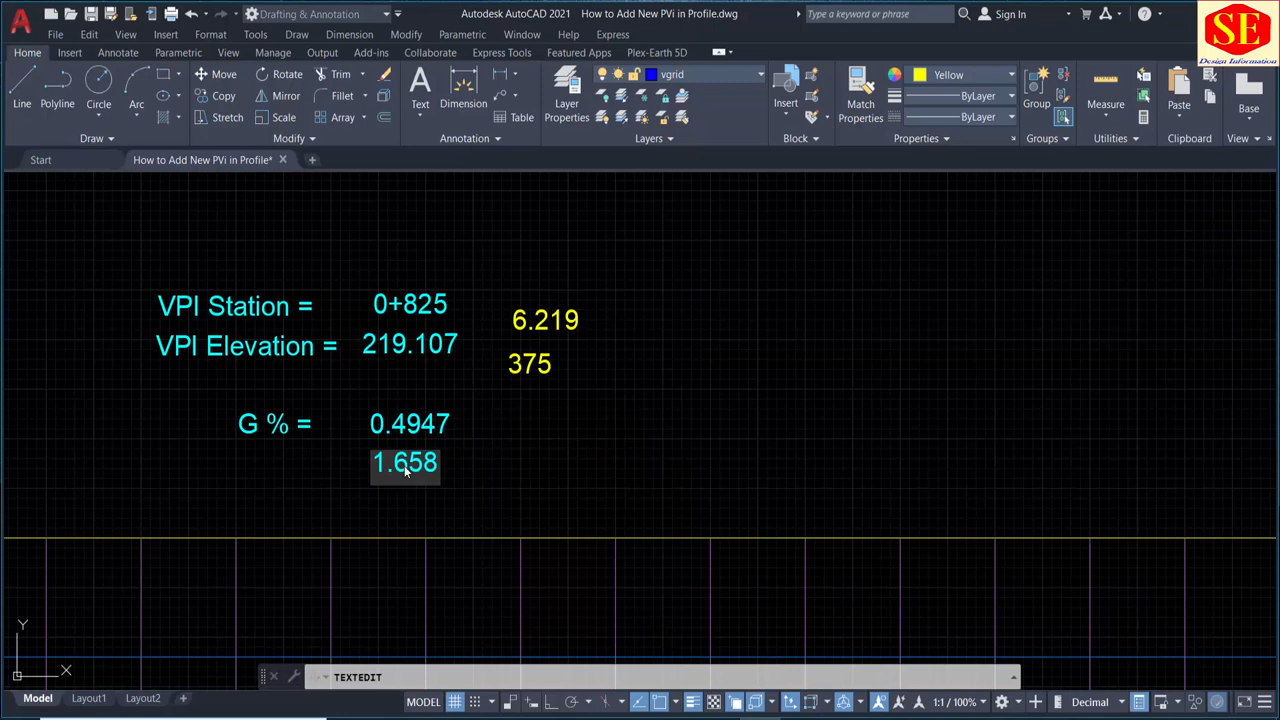 Autodesk AutoCAD 2021 How to Add New PVi in Profile.dwg
Drafting & Annotation
Type a keyword or phrase
Sign In
SE
Design Information
File Edit View Insert Format Tools Draw Dimension Modify Parametric Window Help Express
Home Insert Annotate Parametric View Manage Output Add-ins Collaborate Express Tools Featured Apps Plex-Earth 5D
Line
Polyline
Circle
Arc
Draw
Move
Rotate
Trim
Copy
Mirror
Fillet
Stretch
Scale
Array
Modify
Text
Dimension
Table
Annotation
Layer
Properties
vgrid
Layers
Insert
Block
Match
Properties
Yellow
ByLayer
ByLayer
Properties
Group
Groups
Measure
Utilities
Paste
Clipboard
Base
View
Start
How to Add New PVi in Profile*
VPI Station = 0+825
6.219
VPI Elevation = 219.107
375
G % = 0.4947
1.658
Y
X
TEXTEDIT
Model Layout1 Layout2
MODEL
1:1 / 100%
Decimal